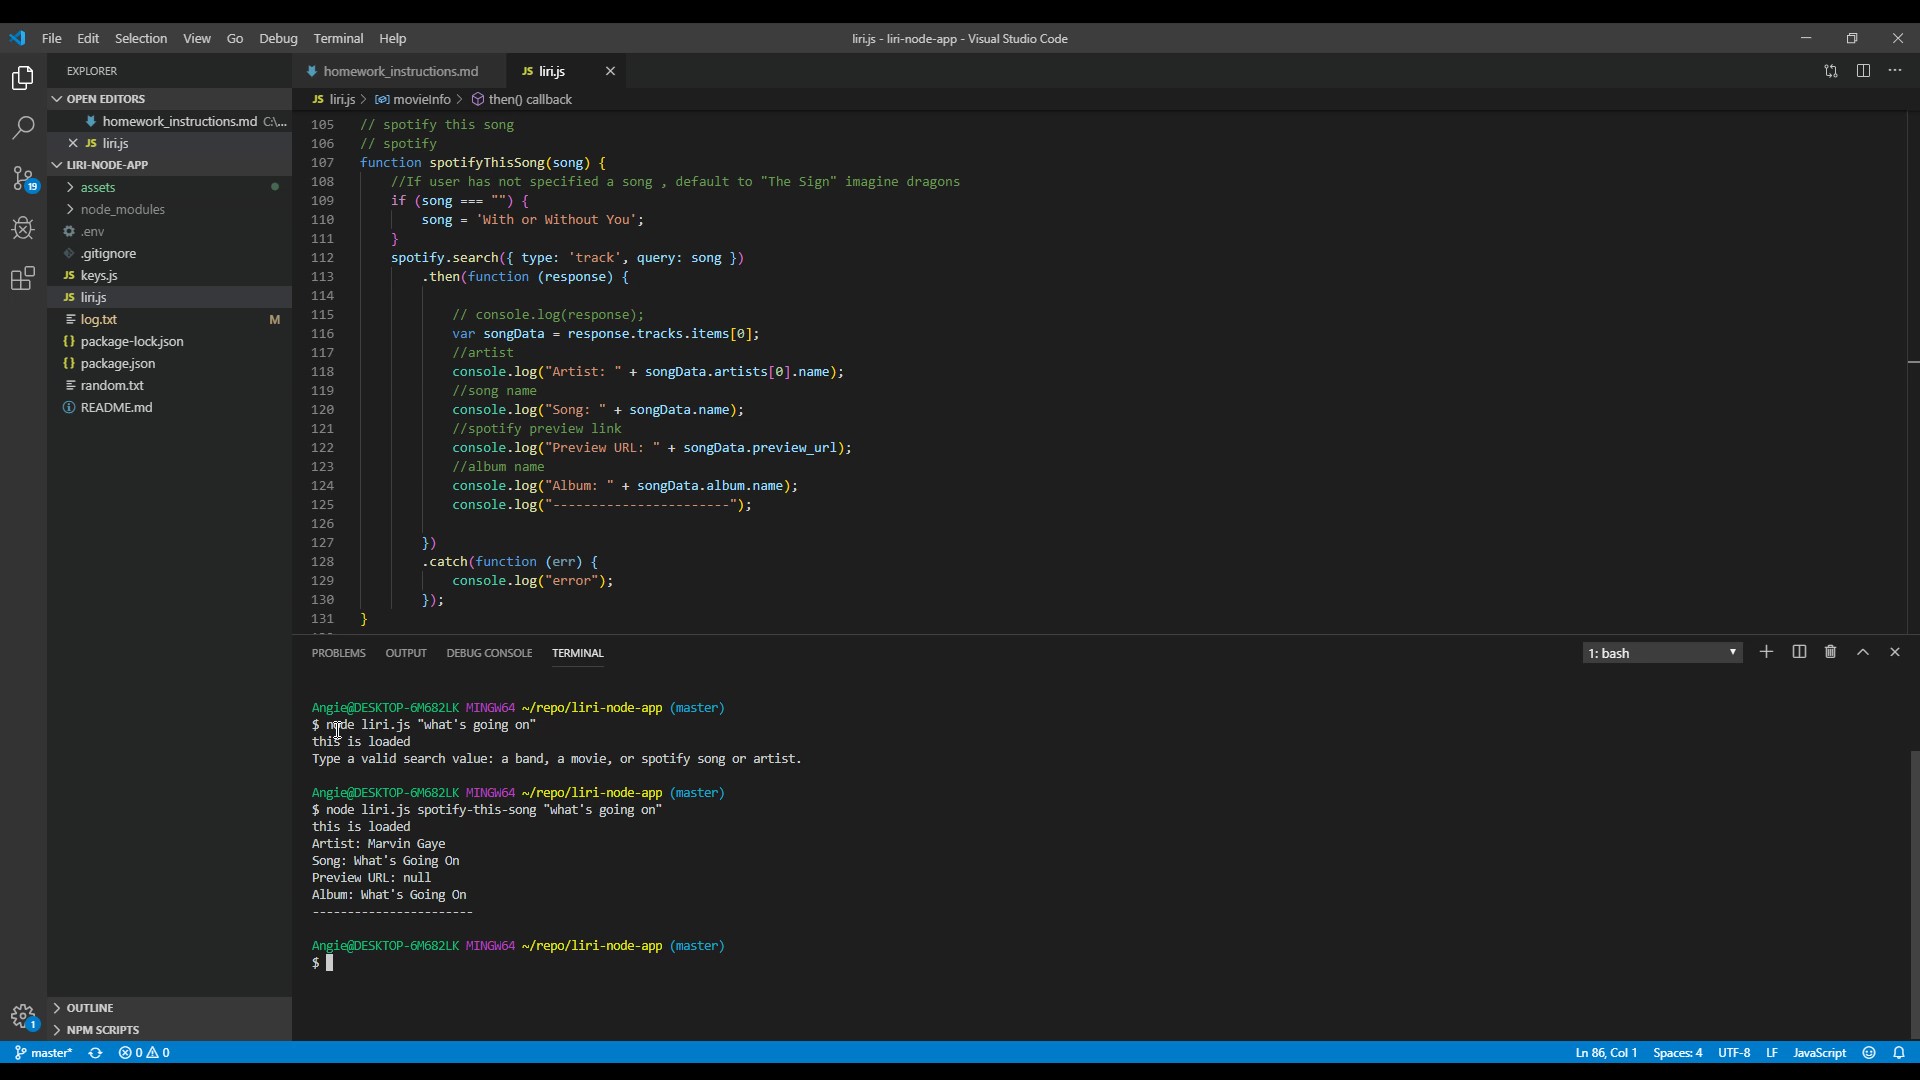 File Edit Selection View Go Debug Terminal Help
liri.js - liri-node-app - Visual Studio Code
EXPLORER
OPEN EDITORS
homework_instructions.md C:\...
JS liri.js
LIRI-NODE-APP
assets
node_modules
.env
.gitignore
JS keys.js
JS liri.js
log.txt M
{} package-lock.json
{} package.json
random.txt
README.md
OUTLINE
NPM SCRIPTS
19
1
homework_instructions.md JS liri.js
JS liri.js > movieInfo > then() callback
105 // spotify this song
106 // spotify
107 function spotifyThisSong(song) {
108 //If user has not specified a song , default to "The Sign" imagine dragons
109 if (song === "") {
110 song = 'With or Without You';
111 }
112 spotify.search({ type: 'track', query: song })
113 .then(function (response) {
114
115 // console.log(response);
116 var songData = response.tracks.items[0];
117 //artist
118 console.log("Artist: " + songData.artists[0].name);
119 //song name
120 console.log("Song: " + songData.name);
121 //spotify preview link
122 console.log("Preview URL: " + songData.preview_url);
123 //album name
124 console.log("Album: " + songData.album.name);
125 console.log("-----------------------");
126
127 })
128 .catch(function (err) {
129 console.log("error");
130 });
131 }
PROBLEMS OUTPUT DEBUG CONSOLE TERMINAL
1: bash
Angie@DESKTOP-6M682LK MINGW64 ~/repo/liri-node-app (master)
$ node liri.js "what's going on"
this is loaded
Type a valid search value: a band, a movie, or spotify song or artist.
Angie@DESKTOP-6M682LK MINGW64 ~/repo/liri-node-app (master)
$ node liri.js spotify-this-song "what's going on"
this is loaded
Artist: Marvin Gaye
Song: What's Going On
Preview URL: null
Album: What's Going On
-----------------------
Angie@DESKTOP-6M682LK MINGW64 ~/repo/liri-node-app (master)
$
master* 0 0
Ln 86, Col 1 Spaces: 4 UTF-8 LF JavaScript